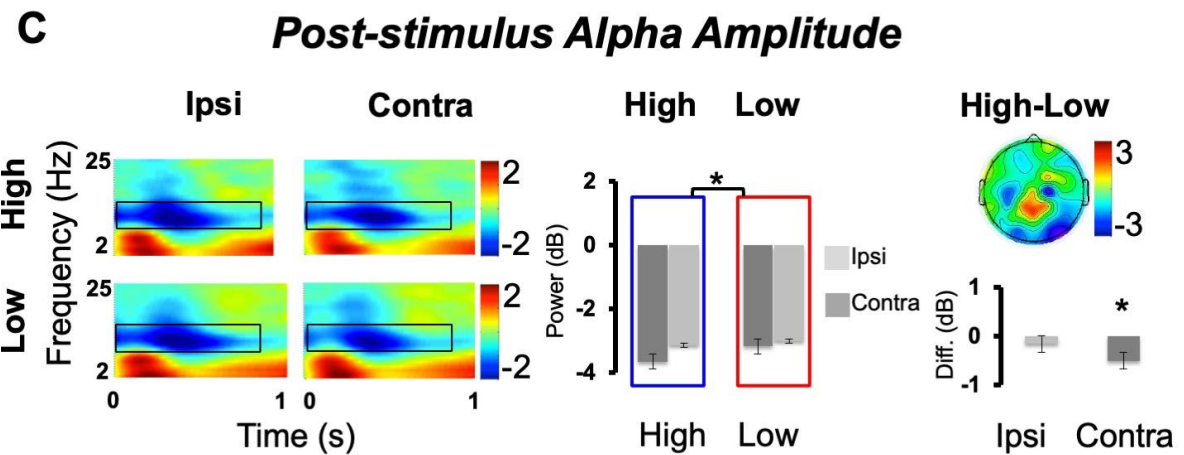 C
Post-stimulus Alpha Amplitude
Ipsi
Contra
High
Low
High-Low
High
Low
Frequency (Hz)
25
2
25
2
2
-2
2
-2
0
1
0
1
Time (s)
Power (dB)
2
0
-2
-4
*
Ipsi
Contra
High
Low
3
-3
Diff. (dB)
1
0
-1
*
Ipsi
Contra